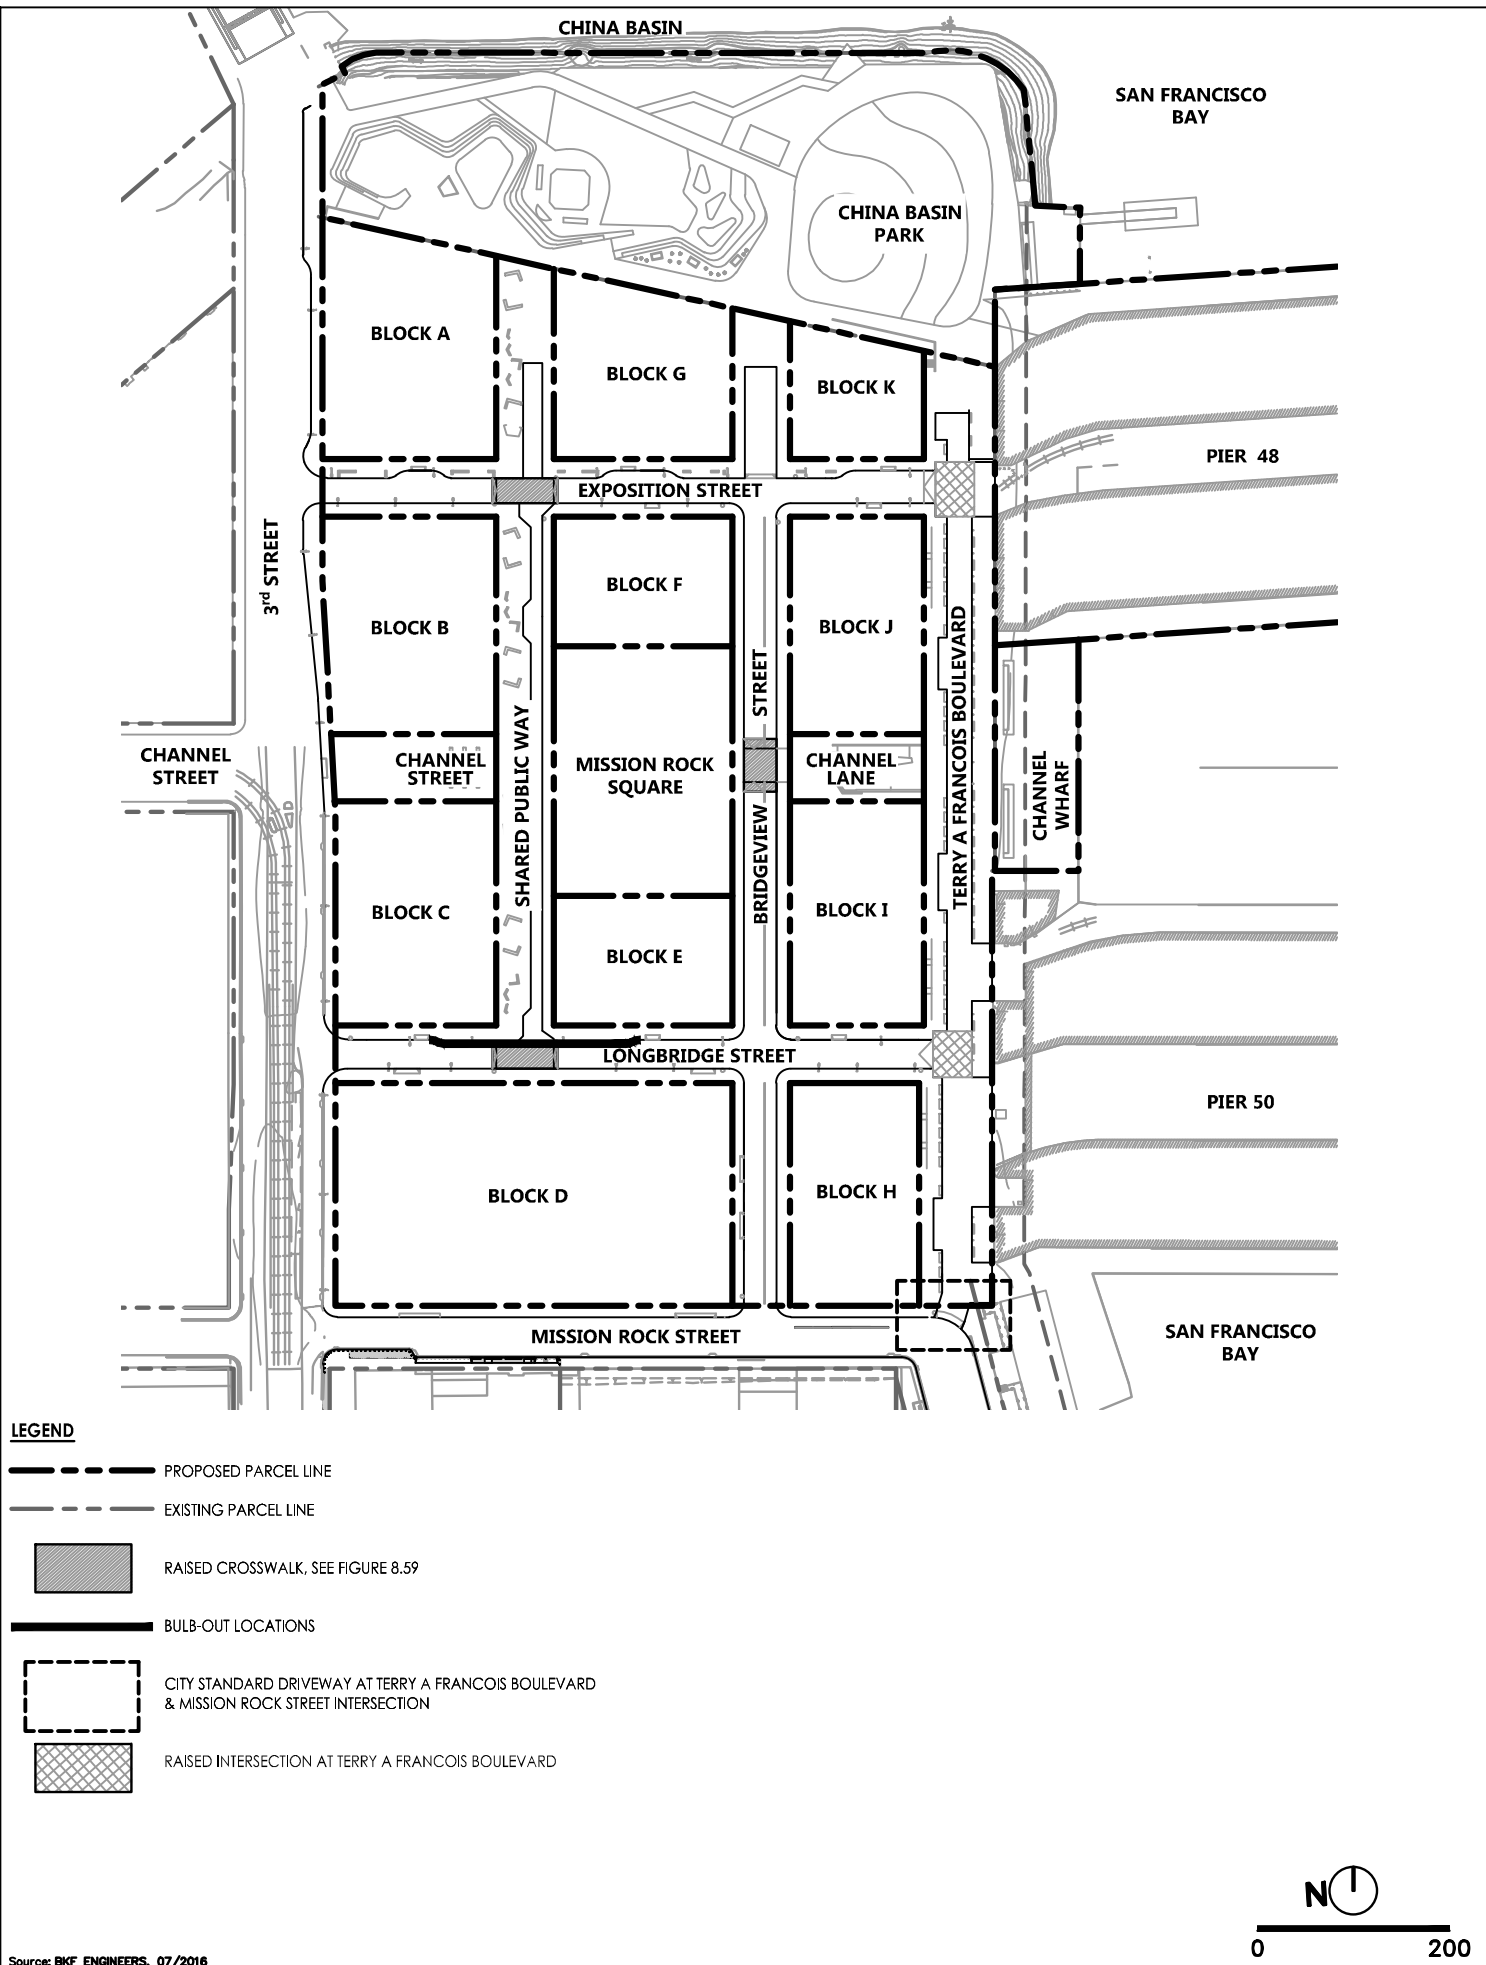 CHINA BASIN
SAN FRANCISCO
BAY
CHINA BASIN
PARK
BLOCK A
BLOCK G
BLOCK K
PIER 48
EXPOSITION STREET
3rd STREET
BLOCK F
BLOCK B
BLOCK J
TERRY A FRANCOIS BOULEVARD
STREET
BRIDGEVIEW
SHARED PUBLIC WAY
CHANNEL
STREET
CHANNEL
STREET
MISSION ROCK
SQUARE
CHANNEL
LANE
CHANNEL
WHARF
BLOCK C
BLOCK I
BLOCK E
LONGBRIDGE STREET
PIER 50
BLOCK D
BLOCK H
MISSION ROCK STREET
SAN FRANCISCO
BAY
LEGEND
PROPOSED PARCEL LINE
EXISTING PARCEL LINE
RAISED CROSSWALK, SEE FIGURE 8.59
BULB-OUT LOCATIONS
CITY STANDARD DRIVEWAY AT TERRY A FRANCOIS BOULEVARD
& MISSION ROCK STREET INTERSECTION
RAISED INTERSECTION AT TERRY A FRANCOIS BOULEVARD
N
0 200
Source: BKF ENGINEERS, 07/2016